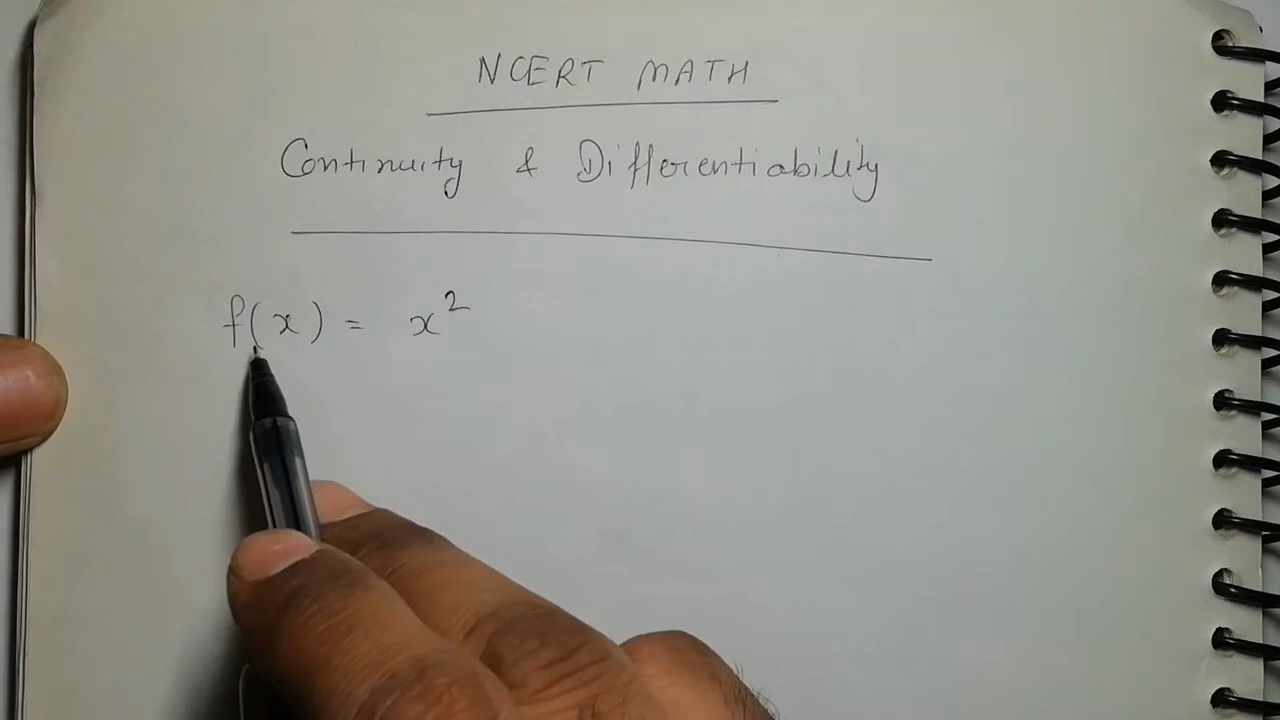 NCERT MATH
Continuity & Differentiability
f(x) = x²